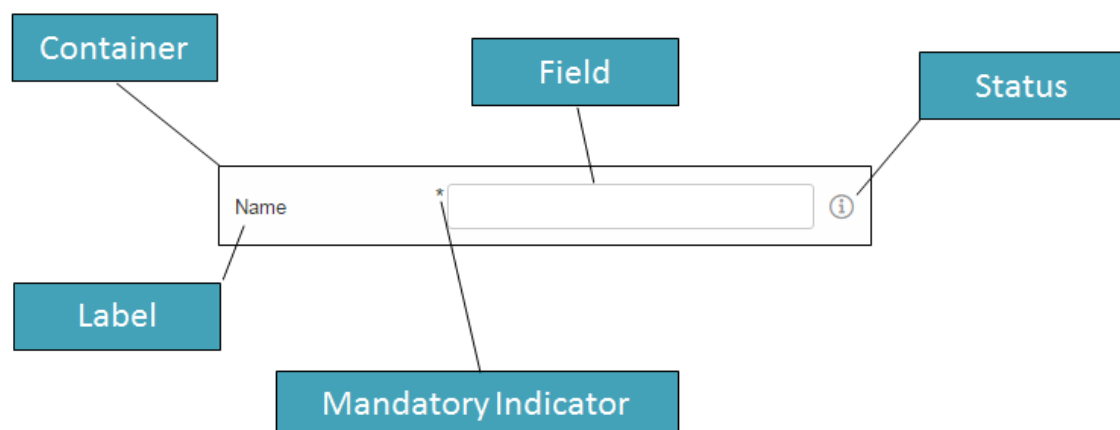 Container
Field
Status
Name
*
Label
Mandatory Indicator